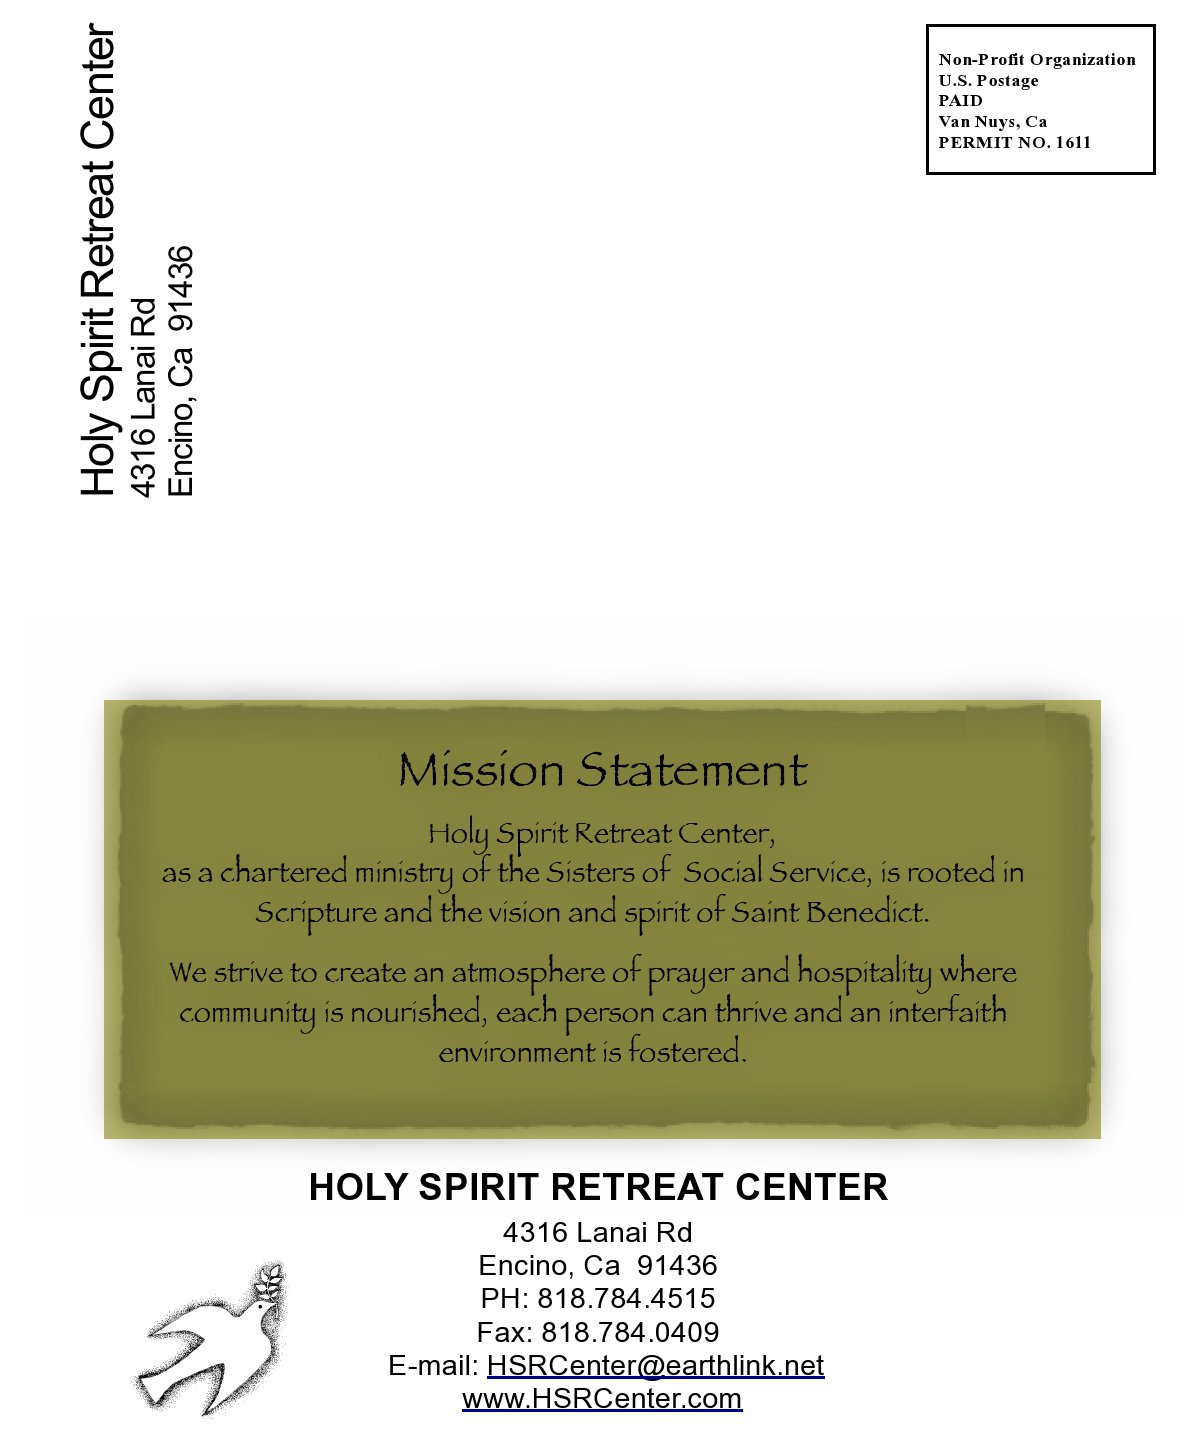 Holy Spirit Retreat Center
4316 Lanai Rd
Encino, Ca  91436
Non-Profit Organization
U.S. Postage
PAID
Van Nuys, Ca
PERMIT NO. 1611
Mission Statement
Holy Spirit Retreat Center,
as a chartered ministry of the Sisters of  Social Service, is rooted in
Scripture and the vision and spirit of Saint Benedict.
We strive to create an atmosphere of prayer and hospitality where
community is nourished, each person can thrive and an interfaith
environment is fostered.
HOLY SPIRIT RETREAT CENTER
4316 Lanai Rd
Encino, Ca  91436
PH: 818.784.4515
Fax: 818.784.0409
E-mail: HSRCenter@earthlink.net
www.HSRCenter.com